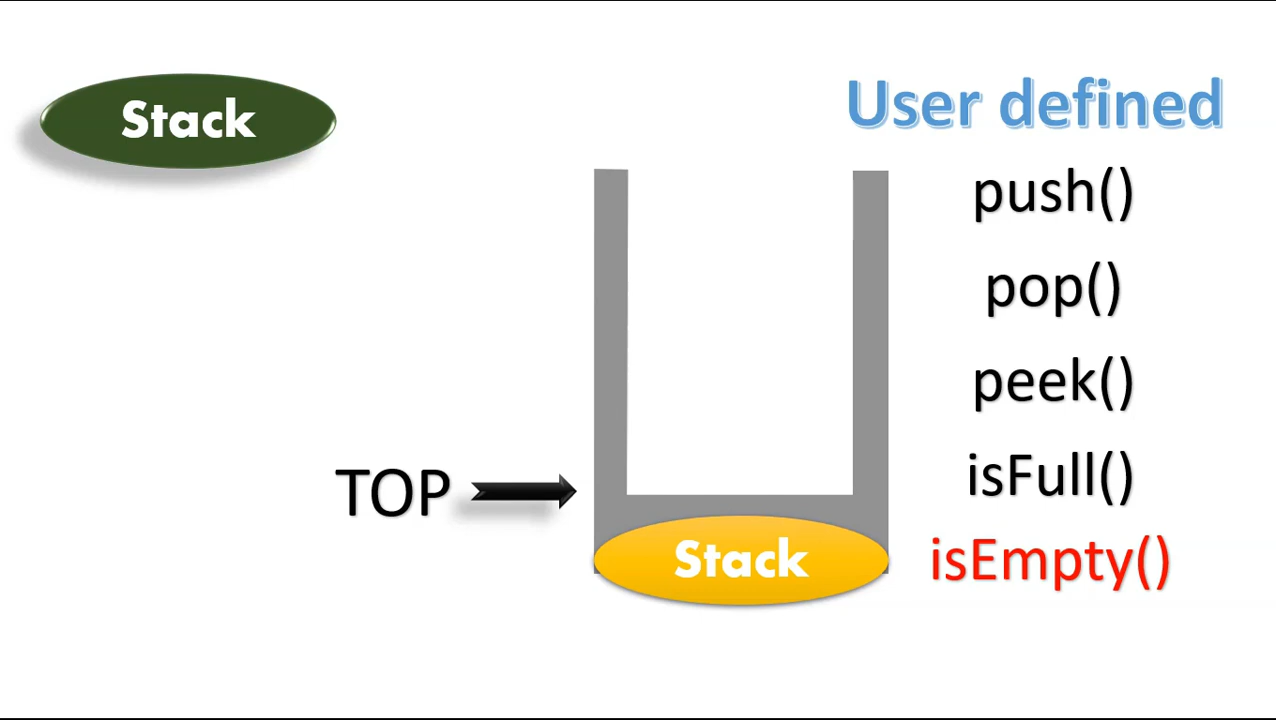 Stack
User defined
push()
pop()
peek()
isFull()
TOP
isEmpty()
Stack